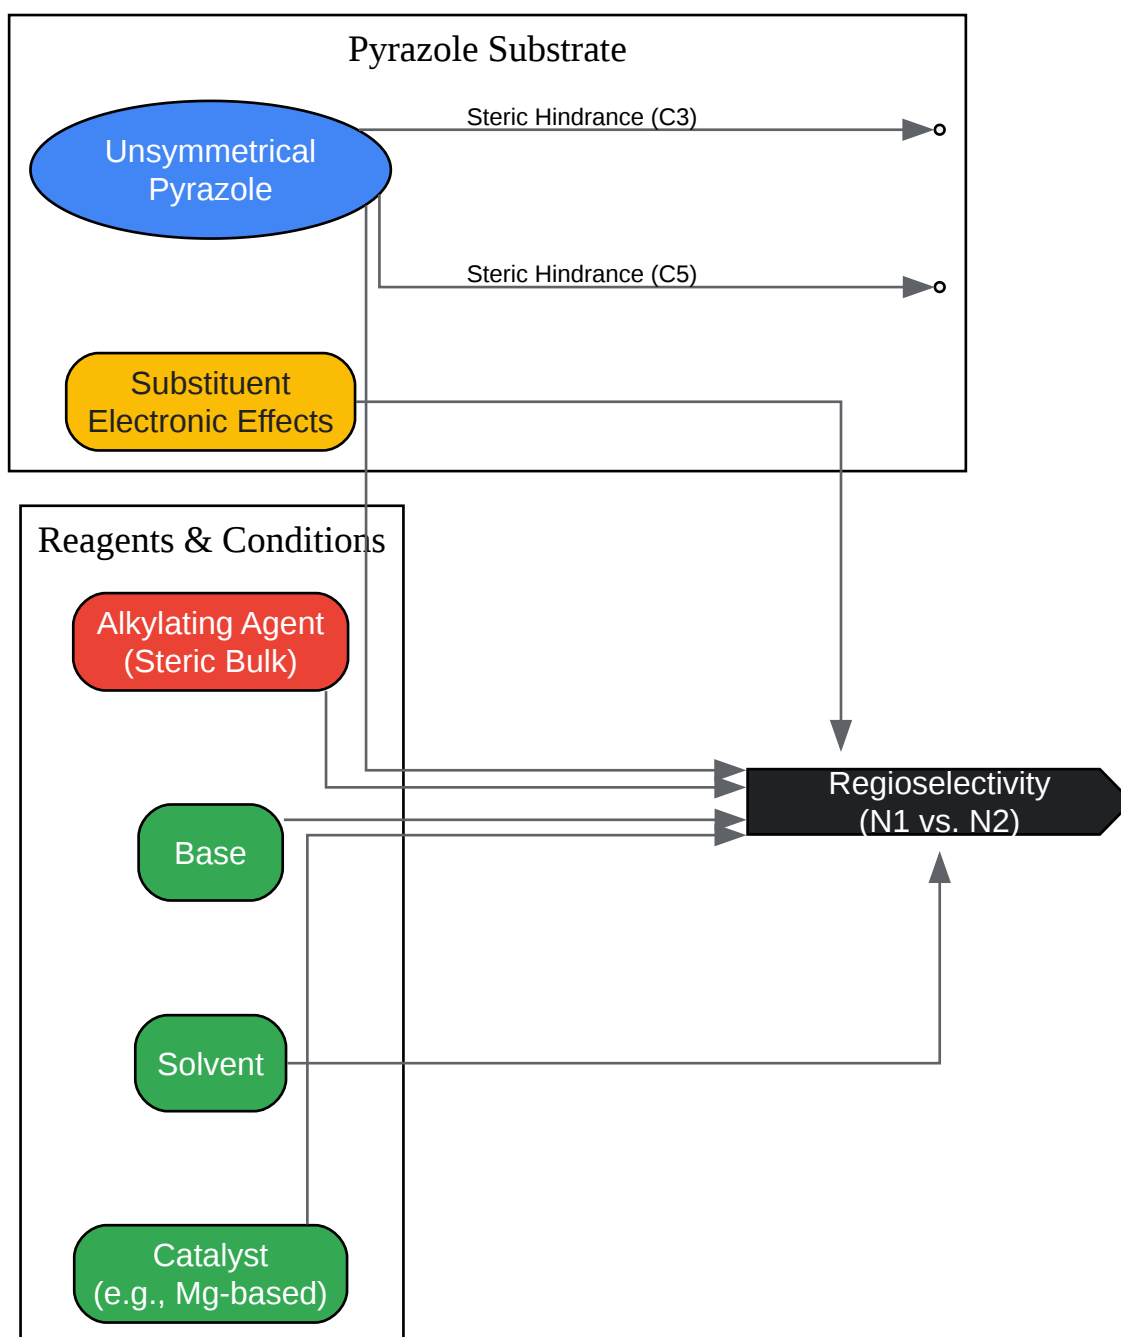 Pyrazole Substrate
Unsymmetrical
Pyrazole
Steric Hindrance (C3)
Steric Hindrance (C5)
Substituent
Electronic Effects
Reagents & Conditions
Alkylating Agent
(Steric Bulk)
Regioselectivity
(N1 vs. N2)
Base
Solvent
Catalyst
(e.g., Mg-based)